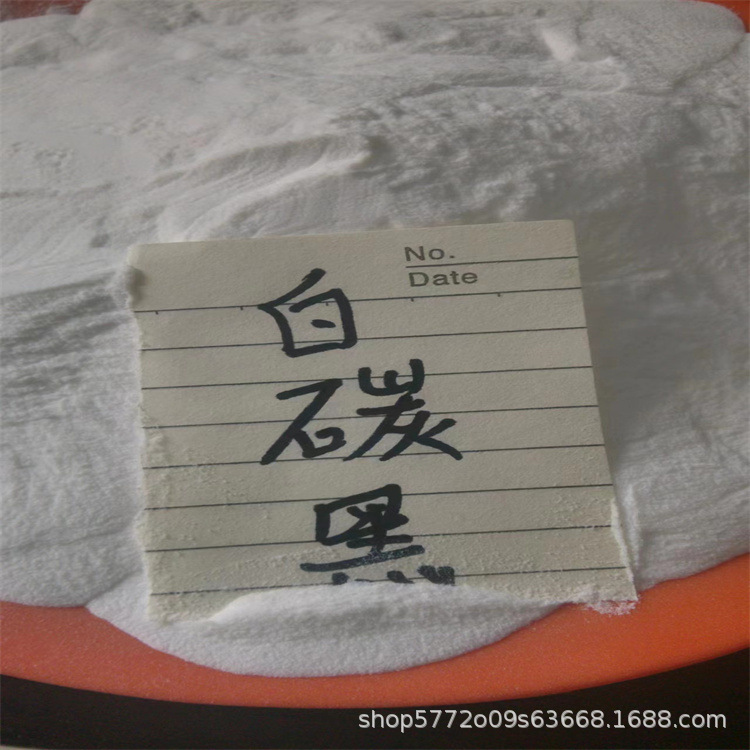 No.
Date
白
碳
黑
shop5772o09s63668.1688.com